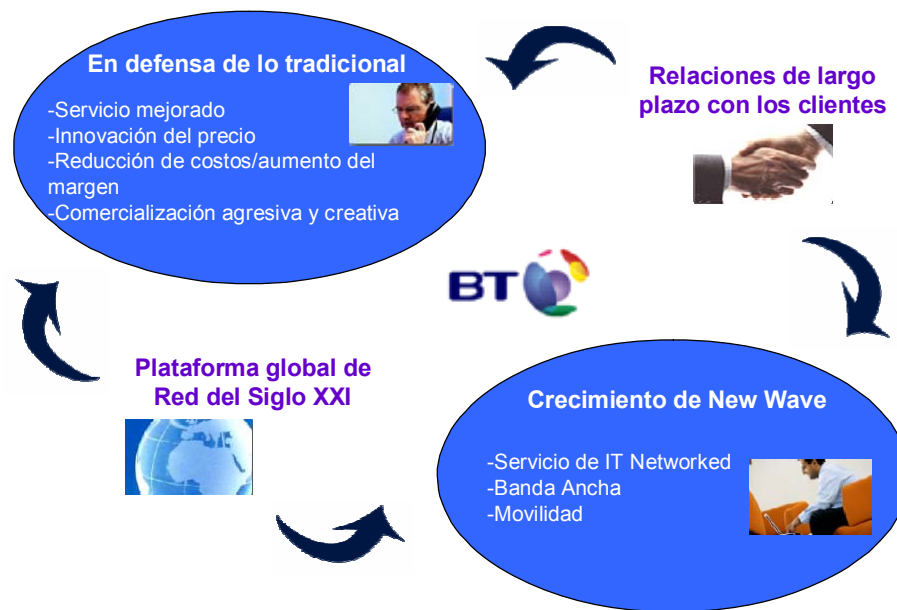 En defensa de lo tradicional
-Servicio mejorado
-Innovación del precio
-Reducción de costos/aumento del
margen
-Comercialización agresiva y creativa
Relaciones de largo
plazo con los clientes
BT
Plataforma global de
Red del Siglo XXI
Crecimiento de New Wave
-Servicio de IT Networked
-Banda Ancha
-Movilidad